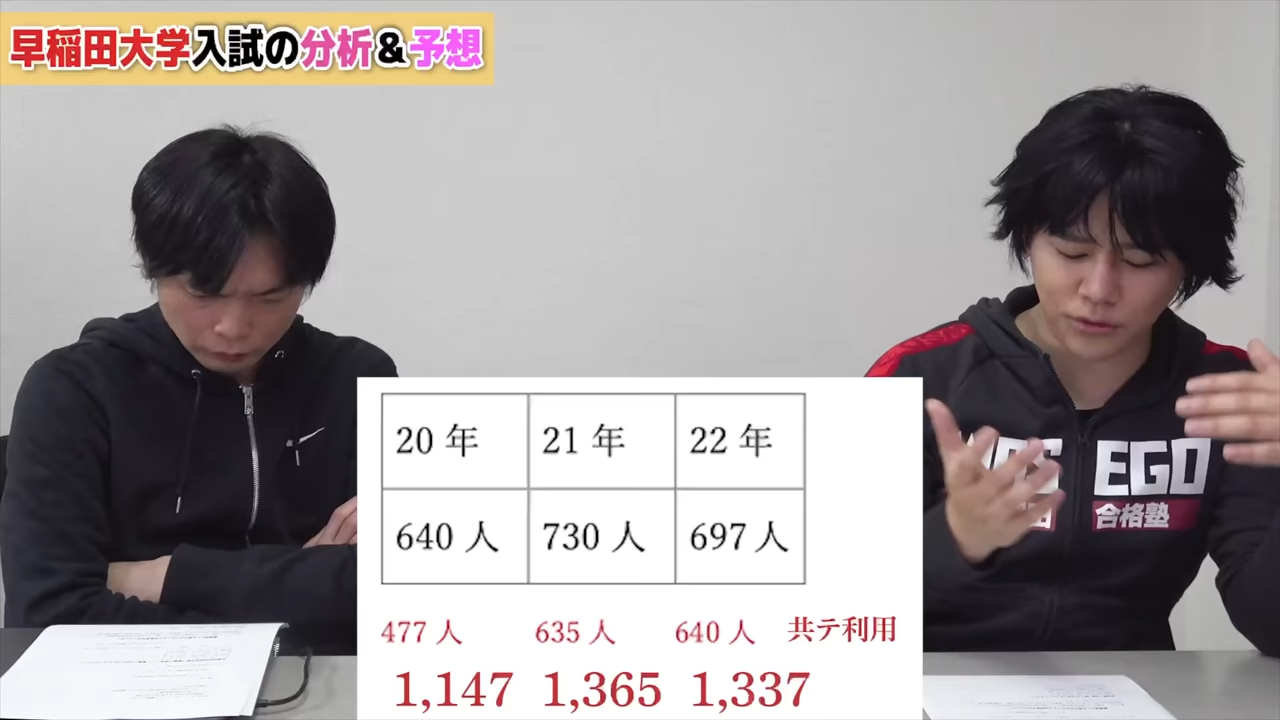 早稲田大学入試の分析&予想
20年 21年 22年
640人 730人 697人
477人 635人 640人 共テ利用
1,147 1,365 1,337
EGO
合格塾